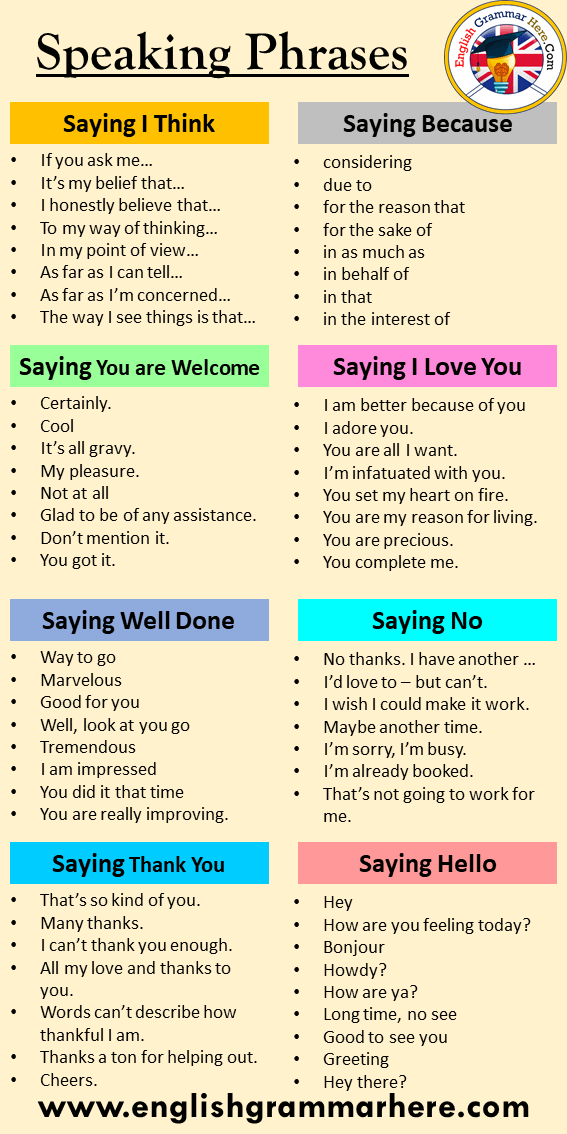 Speaking Phrases
English Grammar Here.Com
Saying I Think
• If you ask me…
• It’s my belief that…
• I honestly believe that…
• To my way of thinking…
• In my point of view…
• As far as I can tell…
• As far as I’m concerned…
• The way I see things is that…
Saying Because
• considering
• due to
• for the reason that
• for the sake of
• in as much as
• in behalf of
• in that
• in the interest of
Saying You are Welcome
• Certainly.
• Cool
• It’s all gravy.
• My pleasure.
• Not at all
• Glad to be of any assistance.
• Don’t mention it.
• You got it.
Saying I Love You
• I am better because of you
• I adore you.
• You are all I want.
• I’m infatuated with you.
• You set my heart on fire.
• You are my reason for living.
• You are precious.
• You complete me.
Saying Well Done
• Way to go
• Marvelous
• Good for you
• Well, look at you go
• Tremendous
• I am impressed
• You did it that time
• You are really improving.
Saying No
• No thanks. I have another …
• I’d love to – but can’t.
• I wish I could make it work.
• Maybe another time.
• I’m sorry, I’m busy.
• I’m already booked.
• That’s not going to work for
me.
Saying Thank You
• That’s so kind of you.
• Many thanks.
• I can’t thank you enough.
• All my love and thanks to
you.
• Words can’t describe how
thankful I am.
• Thanks a ton for helping out.
• Cheers.
Saying Hello
• Hey
• How are you feeling today?
• Bonjour
• Howdy?
• How are ya?
• Long time, no see
• Good to see you
• Greeting
• Hey there?
www.englishgrammarhere.com